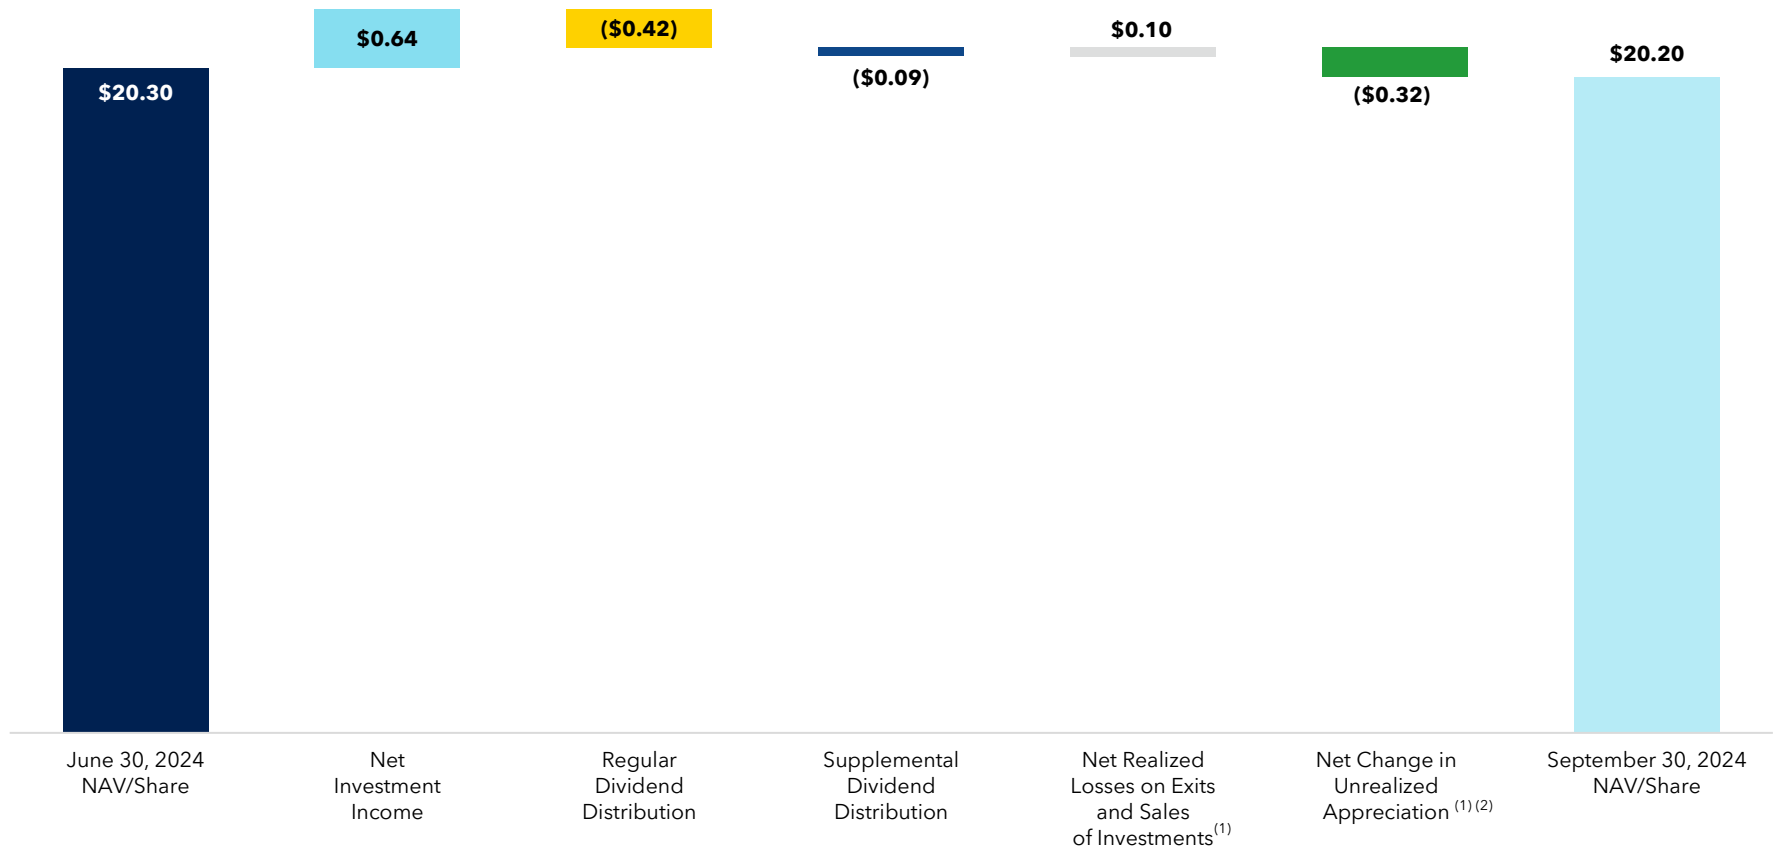 $20.30
$0.64
($0.42)
($0.09)
$0.10
($0.32)
$20.20
June 30, 2024
NAV/Share
Net
Investment
Income
Regular
Dividend
Distribution
Supplemental
Dividend
Distribution
Net Realized
Losses on Exits
and Sales
of Investments(1)
Net Change in
Unrealized
Appreciation (1) (2)
September 30, 2024
NAV/Share